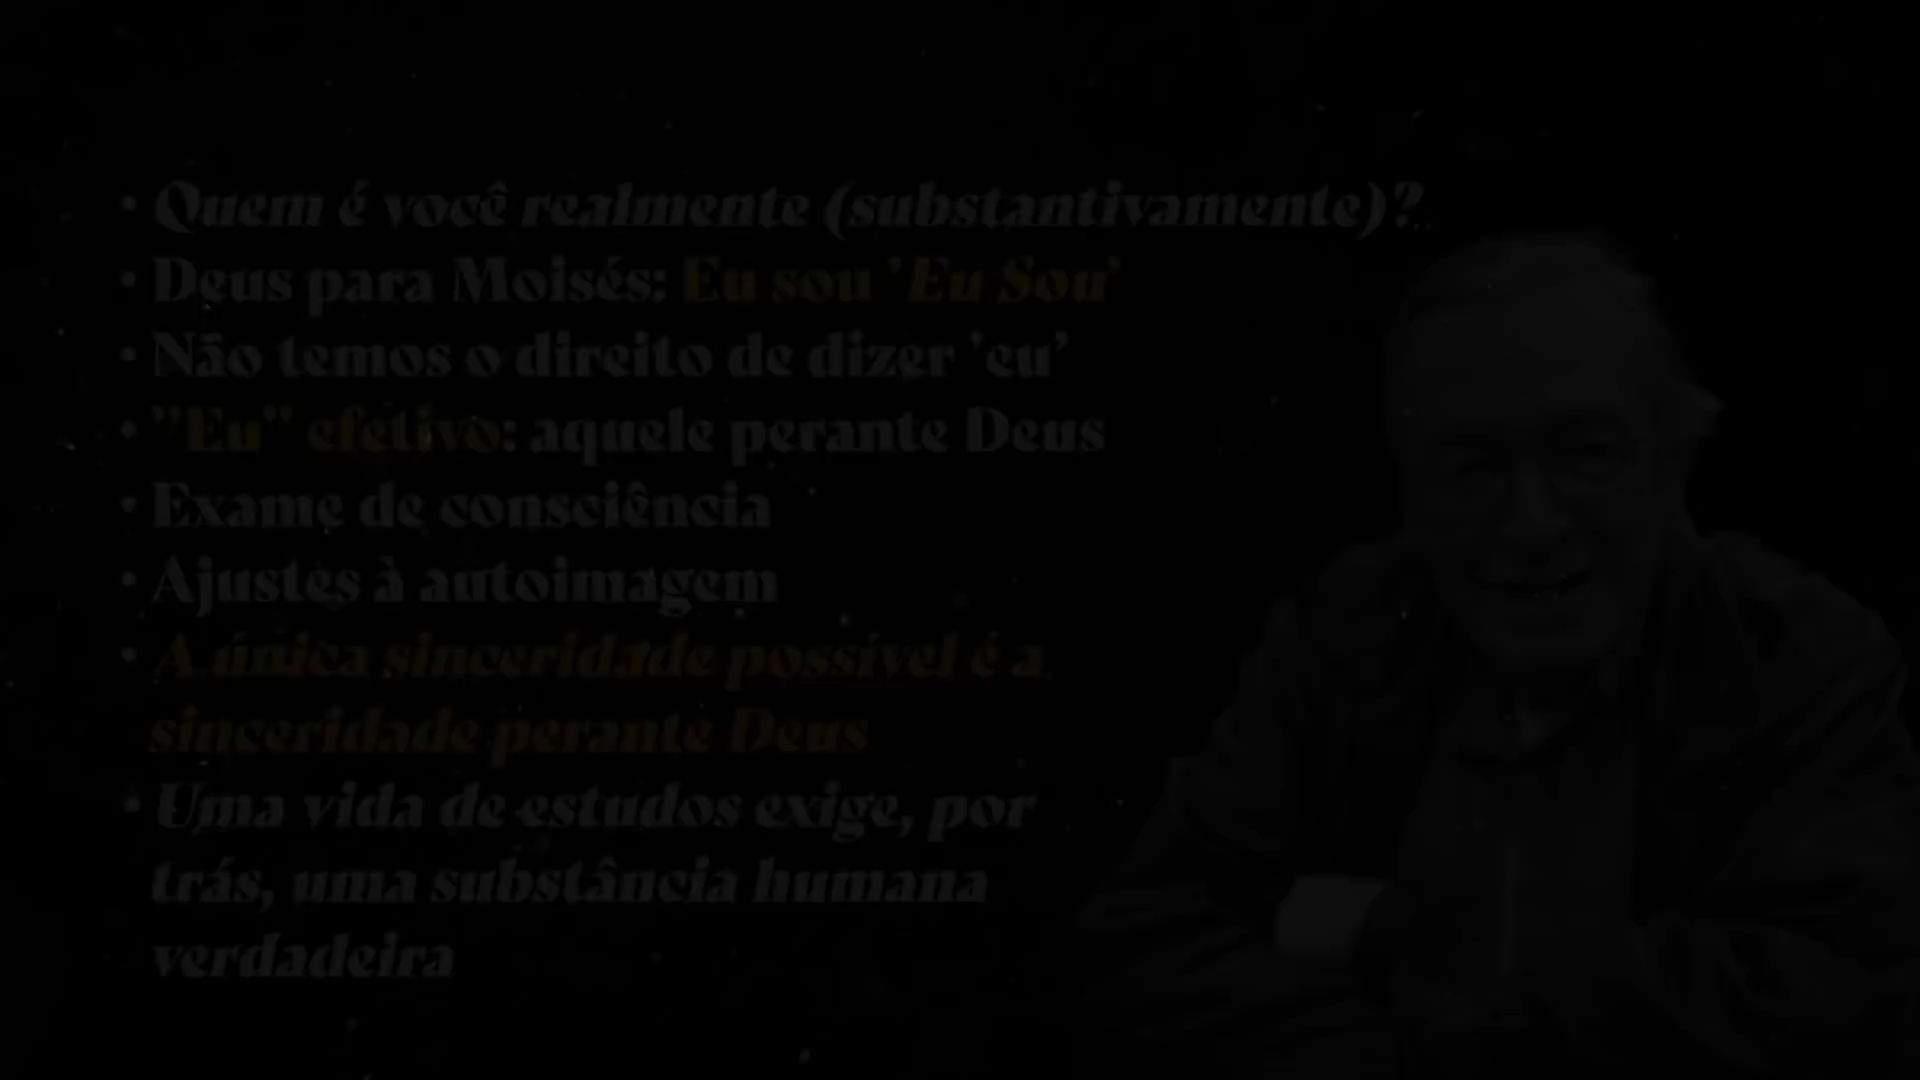 • Quem é você realmente (substantivamente)?
• Deus para Moisés: Eu sou 'Eu Sou'
• Não temos o direito de dizer 'eu'
• "Eu" efetivo: aquele perante Deus
• Exame de consciência
• Ajustes à autoimagem
• A única sinceridade possível é a
sinceridade perante Deus
• Uma vida de estudos exige, por
trás, uma substância humana
verdadeira